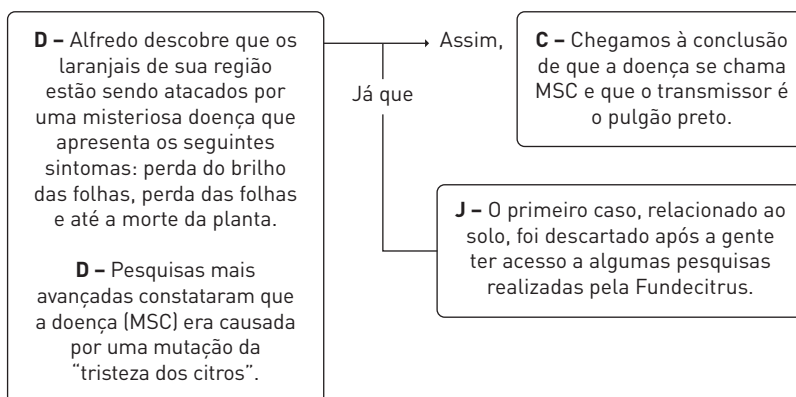 D – Alfredo descobre que os
laranjais de sua região
estão sendo atacados por
uma misteriosa doença que
apresenta os seguintes
sintomas: perda do brilho
das folhas, perda das folhas
e até a morte da planta.
D – Pesquisas mais
avançadas constataram que
a doença (MSC) era causada
por uma mutação da
“tristeza dos citros”.
Assim,
Já que
C – Chegamos à conclusão
de que a doença se chama
MSC e que o transmissor é
o pulgão preto.
J – O primeiro caso, relacionado ao
solo, foi descartado após a gente
ter acesso a algumas pesquisas
realizadas pela Fundecitrus.